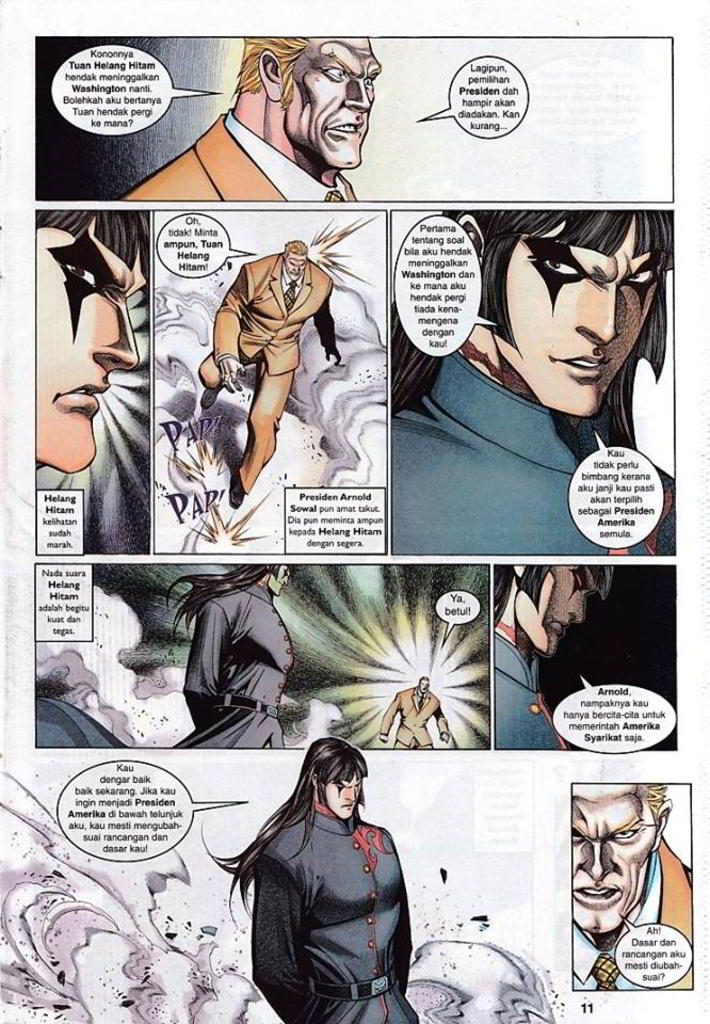 Kononnya
Tuan Helang Hitam
hendak meninggalkan
Washington nanti.
Bolehkah aku bertanya
Tuan hendak pergi
ke mana?
Lagipun,
pemilihan
Presiden dah
hampir akan
diadakan. Kan
kurang...
Helang
Hitam
kelihatan
sudah
marah.
Oh,
tidak! Minta
ampun, Tuan
Helang
Hitam!
PAP!
PAP!
Presiden Arnold
Sowal pun amat takut.
Dia pun meminta ampun
kepada Helang Hitam
dengan segera.
Pertama
tentang soal
bila aku hendak
meninggalkan
Washington dan
ke mana aku
hendak pergi
tiada kena-
mengena
dengan
kau!
Kau
tidak perlu
bimbang kerana
aku janji kau pasti
akan terpilih
sebagai Presiden
Amerika
semula.
Nada suara
Helang
Hitam
adalah begitu
kuat dan
tegas.
Ya,
betul!
Arnold,
nampaknya kau
hanya bercita-cita untuk
memerintah Amerika
Syarikat saja.
Kau
dengar baik
baik sekarang. Jika kau
ingin menjadi Presiden
Amerika di bawah telunjuk
aku, kau mesti mengubah-
suai rancangan dan
dasar kau!
Ah!
Dasar dan
rancangan aku
mesti diubah-
suai?
11